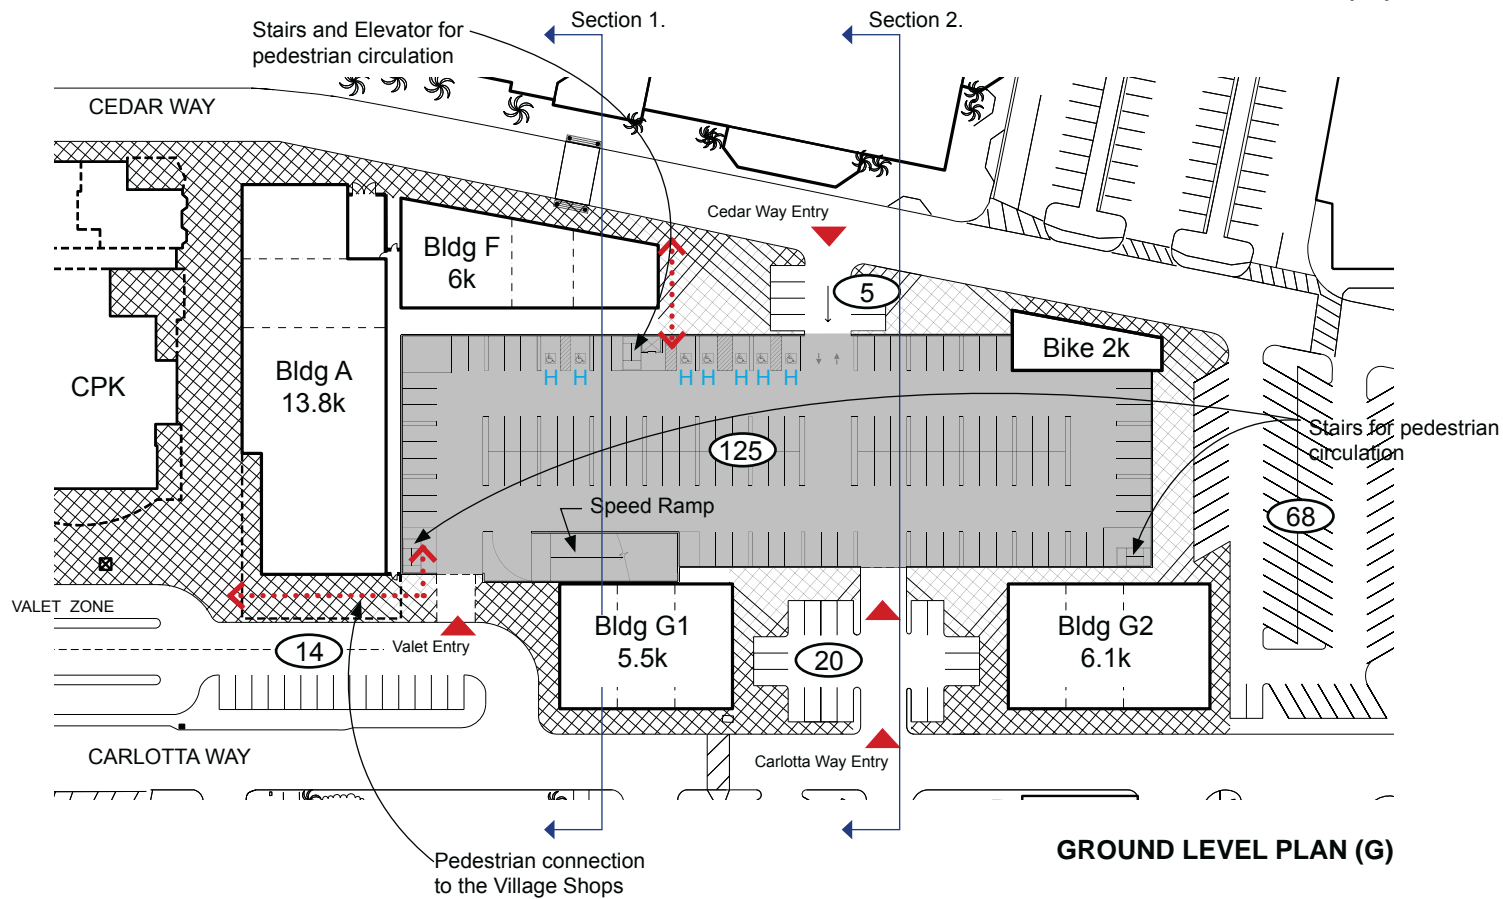 Section 1.
Section 2.
Stairs and Elevator for
pedestrian circulation
CEDAR WAY
Cedar Way Entry
Bldg F
6k
5
Bike 2k
Bldg A
13.8k
CPK
H H H H H H H
125
Stairs for pedestrian
circulation
Speed Ramp
68
VALET ZONE
Bldg G1
5.5k
Bldg G2
6.1k
14
Valet Entry
20
CARLOTTA WAY
Carlotta Way Entry
GROUND LEVEL PLAN (G)
Pedestrian connection
to the Village Shops